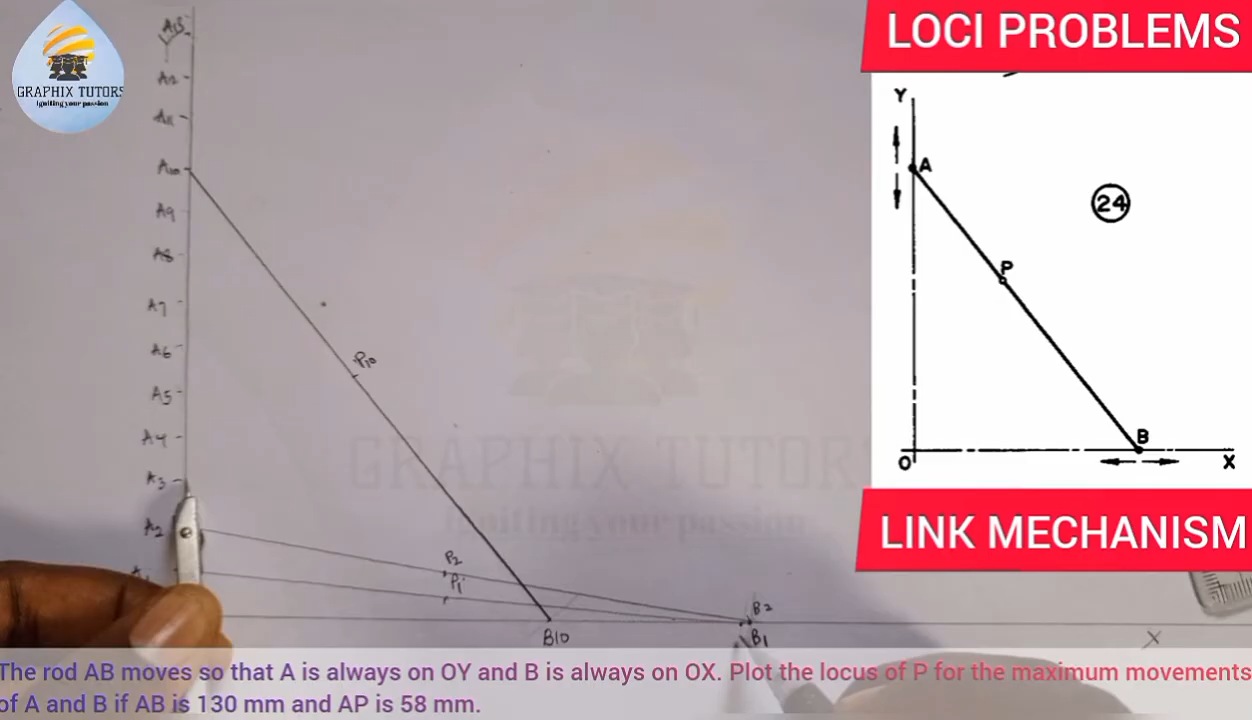 GRAPHIX TUTORS
Igniting your passion
A13
A12
A11
A10
A9
A8
A7
A6
A5
A4
A3
A2
P10
P2
P1
B10
B2
B1
X
GRAPHIX TUTORS
Igniting your passion
LOCI PROBLEMS
Y
A
24
P
B
O
X
LINK MECHANISM
The rod AB moves so that A is always on OY and B is always on OX. Plot the locus of P for the maximum movements
of A and B if AB is 130 mm and AP is 58 mm.